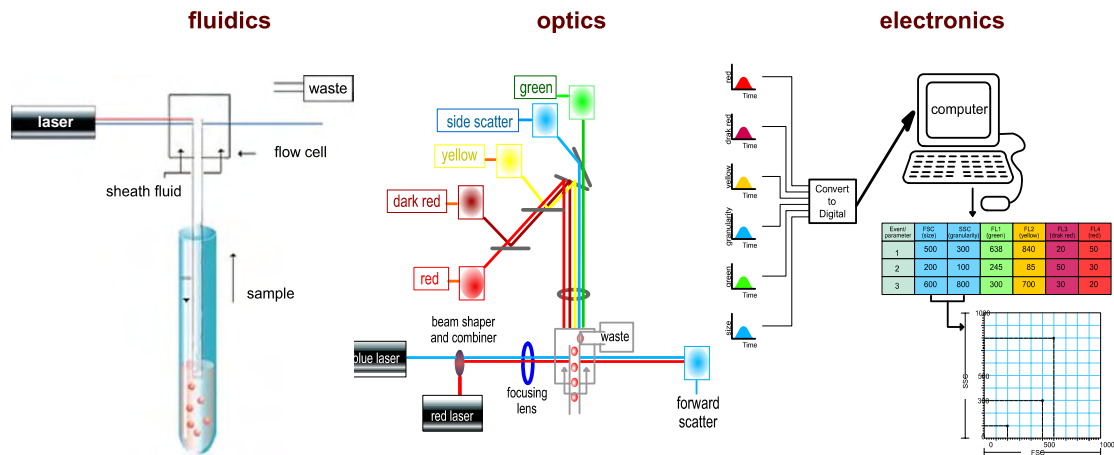 fluidics
optics
electronics
waste
laser
flow cell
sheath fluid
sample
green
side scatter
yellow
dark red
red
beam shaper
and combiner
waste
blue laser
red laser
focusing
lens
forward
scatter
red
Time
drak red
Time
yellow
Time
granularity
Time
green
Time
size
Time
Convert
to
Digital
computer
Event/ parameter FSC (size) SSC (granularity) FL1 (green) FL2 (yellow) FL3 (drak red) FL4 (red)
1 500 300 638 840 20 50
2 200 100 245 85 50 30
3 600 800 300 700 30 20
1000
500
300
0
SSC
0 500 1000
FSC